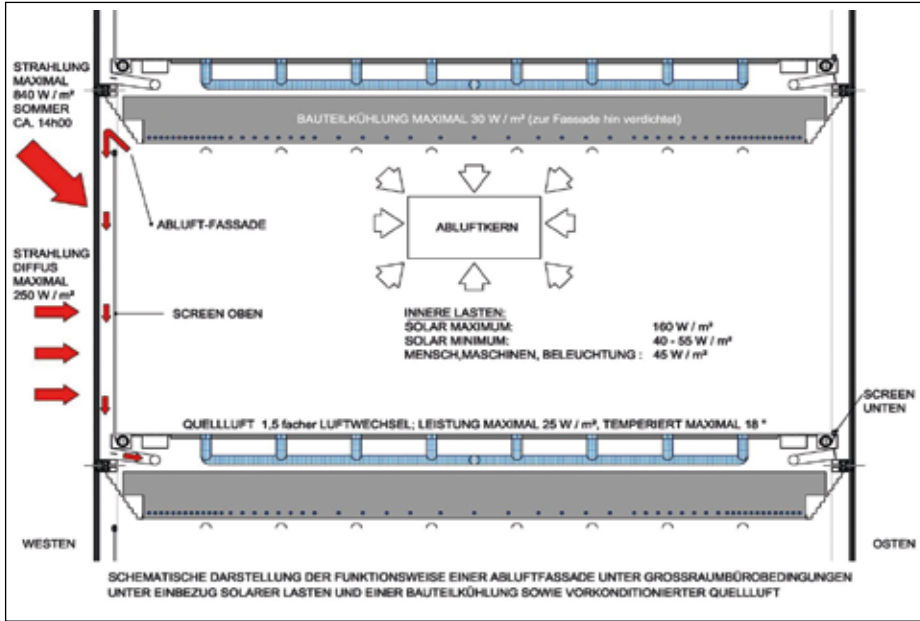 STRAHLUNG
MAXIMAL
840 W / m²
SOMMER
CA. 14h00
BAUTEILKÜHLUNG MAXIMAL 30 W / m² (zur Fassade hin verdichtet)
ABLUFT-FASSADE
ABLUFTKERN
STRAHLUNG
DIFFUS
MAXIMAL
250 W / m²
SCREEN OBEN
INNERE LASTEN:
SOLAR MAXIMUM: 160 W / m²
SOLAR MINIMUM: 40 - 55 W / m²
MENSCH,MASCHINEN, BELEUCHTUNG : 45 W / m²
SCREEN
UNTEN
QUELLLUFT 1,5 facher LUFTWECHSEL; LEISTUNG MAXIMAL 25 W / m², TEMPERIERT MAXIMAL 18 °
WESTEN
OSTEN
SCHEMATISCHE DARSTELLUNG DER FUNKTIONSWEISE EINER ABLUFTFASSADE UNTER GROSSRAUMBÜROBEDINGUNGEN
UNTER EINBEZUG SOLARER LASTEN UND EINER BAUTEILKÜHLUNG SOWIE VORKONDITIONIERTER QUELLLUFT